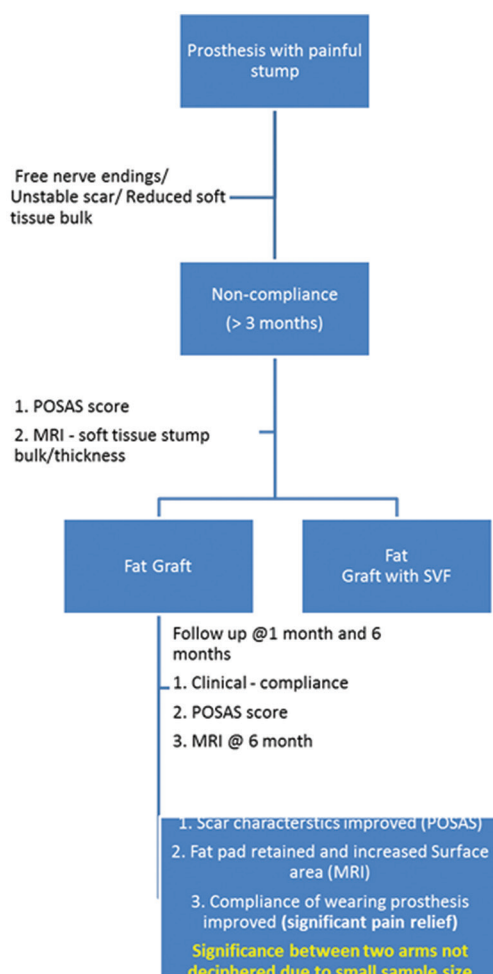 Prosthesis with painful
stump
Free nerve endings/
Unstable scar/ Reduced soft
tissue bulk
Non-compliance
(> 3 months)
1. POSAS score
2. MRI - soft tissue stump
bulk/thickness
Fat Graft
Fat
Graft with SVF
Follow up @1 month and 6
months
1. Clinical - compliance
2. POSAS score
3. MRI @ 6 month
1. Scar characterstics improved (POSAS)
2. Fat pad retained and increased Surface
area (MRI)
3. Compliance of wearing prosthesis
improved (significant pain relief)
Significance between two arms not
deciphered due to small sample size